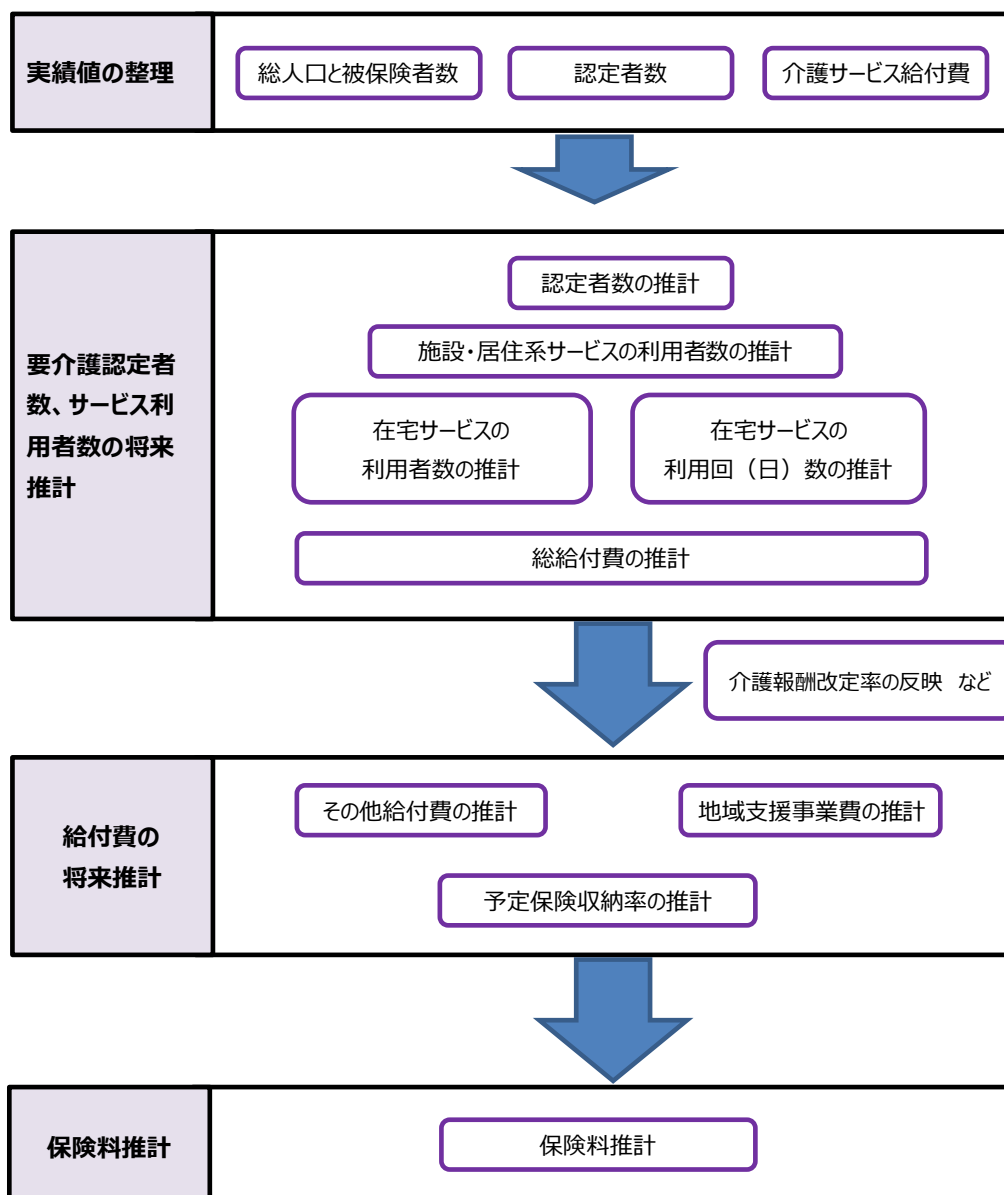 実績値の整理
総人口と被保険者数
認定者数
介護サービス給付費
要介護認定者
数、サービス利
用者数の将来
推計
認定者数の推計
施設・居住系サービスの利用者数の推計
在宅サービスの
利用者数の推計
在宅サービスの
利用回（日）数の推計
総給付費の推計
介護報酬改定率の反映 など
給付費の
将来推計
その他給付費の推計
地域支援事業費の推計
予定保険収納率の推計
保険料推計
保険料推計